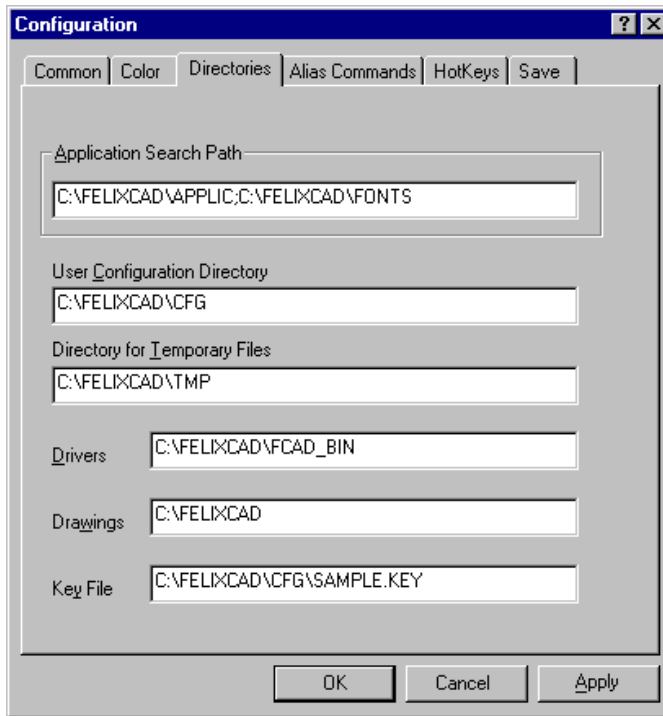 Configuration
Common Color Directories Alias Commands HotKeys Save
Application Search Path
C:\FELIXCAD\APPLIC;C:\FELIXCAD\FONTS
User Configuration Directory
C:\FELIXCAD\CFG
Directory for Temporary Files
C:\FELIXCAD\TMP
Drivers C:\FELIXCAD\FCAD_BIN
Drawings C:\FELIXCAD
Key File C:\FELIXCAD\CFG\SAMPLE.KEY
OK Cancel Apply